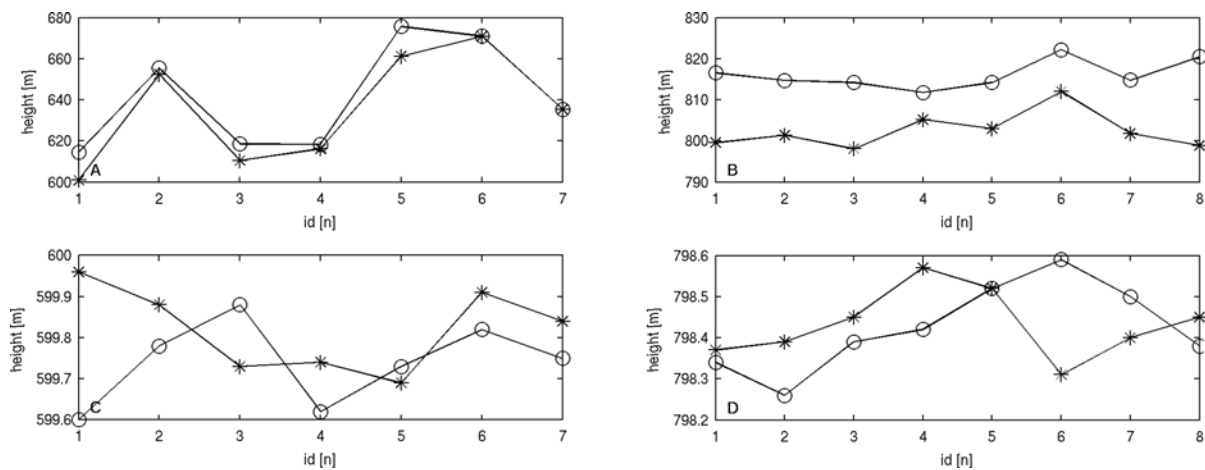 680
660
640
620
600
height [m]
A
1 2 3 4 5 6 7
id [n]
830
820
810
800
790
height [m]
B
1 2 3 4 5 6 7 8
id [n]
600
599.9
599.8
599.7
599.6
height [m]
C
1 2 3 4 5 6 7
id [n]
798.6
798.5
798.4
798.3
798.2
height [m]
D
1 2 3 4 5 6 7 8
id [n]